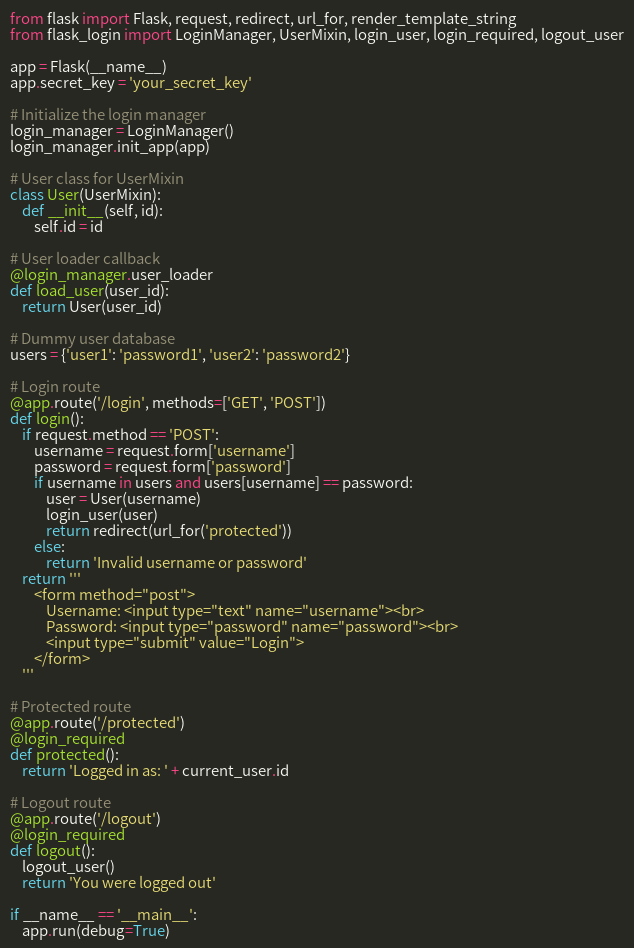 from flask import Flask, request, redirect, url_for, render_template_string
from flask_login import LoginManager, UserMixin, login_user, login_required, logout_user

app = Flask(__name__)
app.secret_key = 'your_secret_key'

# Initialize the login manager
login_manager = LoginManager()
login_manager.init_app(app)

# User class for UserMixin
class User(UserMixin):
    def __init__(self, id):
        self.id = id

# User loader callback
@login_manager.user_loader
def load_user(user_id):
    return User(user_id)

# Dummy user database
users = {'user1': 'password1', 'user2': 'password2'}

# Login route
@app.route('/login', methods=['GET', 'POST'])
def login():
    if request.method == 'POST':
        username = request.form['username']
        password = request.form['password']
        if username in users and users[username] == password:
            user = User(username)
            login_user(user)
            return redirect(url_for('protected'))
        else:
            return 'Invalid username or password'
    return '''
        <form method="post">
            Username: <input type="text" name="username"><br>
            Password: <input type="password" name="password"><br>
            <input type="submit" value="Login">
        </form>
    '''

# Protected route
@app.route('/protected')
@login_required
def protected():
    return 'Logged in as: ' + current_user.id

# Logout route
@app.route('/logout')
@login_required
def logout():
    logout_user()
    return 'You were logged out'

if __name__ == '__main__':
    app.run(debug=True)